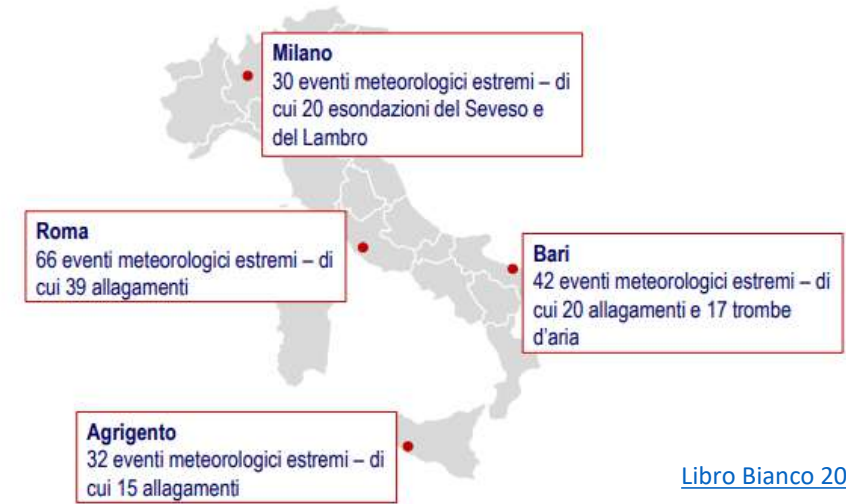 Milano
30 eventi meteorologici estremi – di
cui 20 esondazioni del Seveso e
del Lambro
Roma
66 eventi meteorologici estremi – di
cui 39 allagamenti
Bari
42 eventi meteorologici estremi – di
cui 20 allagamenti e 17 trombe
d'aria
Agrigento
32 eventi meteorologici estremi – di
cui 15 allagamenti
Libro Bianco 20